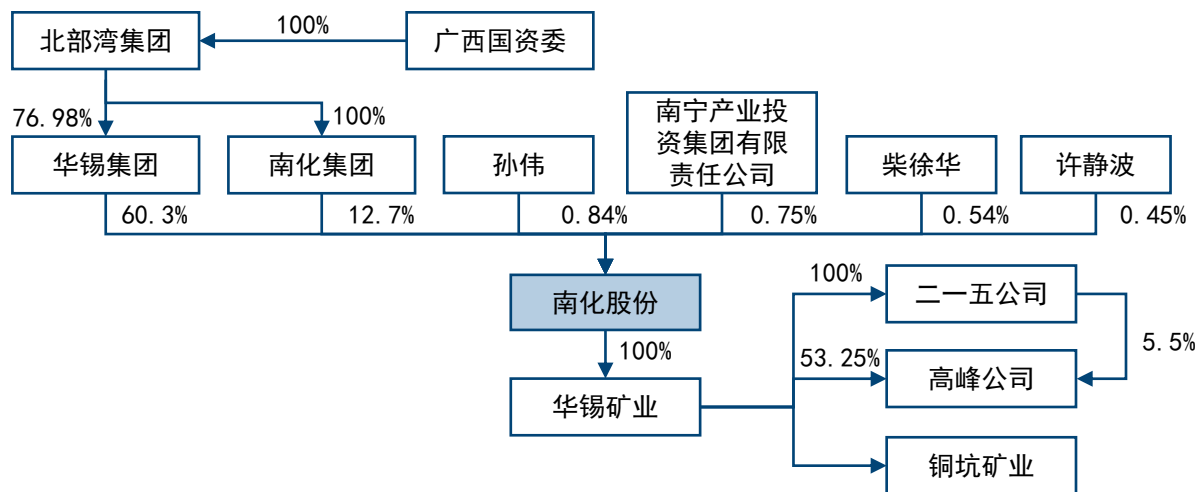 北部湾集团
100%
广西国资委
76.98%
100%
华锡集团
南化集团
孙伟
南宁产业投
资集团有限
责任公司
柴徐华
许静波
60.3%
12.7%
0.84%
0.75%
0.54%
0.45%
南化股份
100%
二一五公司
100%
53.25%
5.5%
华锡矿业
高峰公司
铜坑矿业